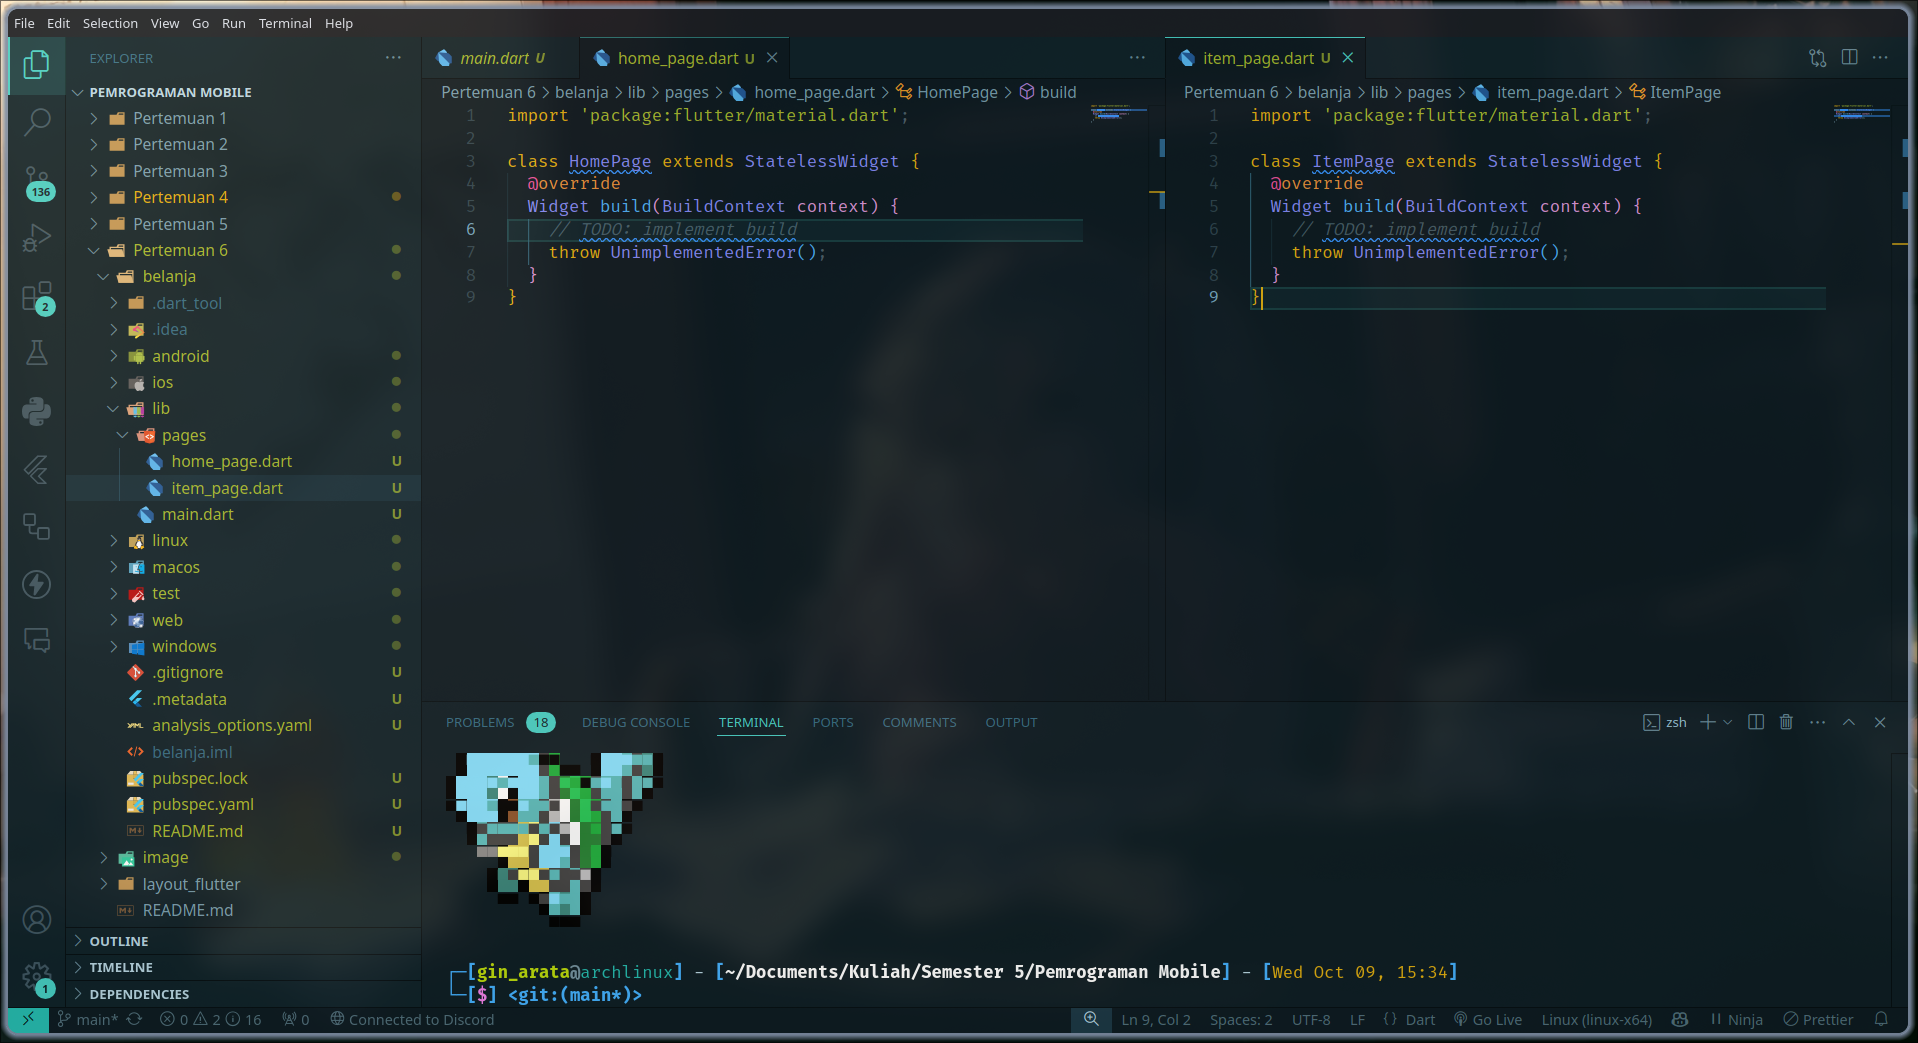 File Edit Selection View Go Run Terminal Help
EXPLORER
PEMROGRAMAN MOBILE
Pertemuan 1
Pertemuan 2
Pertemuan 3
Pertemuan 4
Pertemuan 5
Pertemuan 6
belanja
.dart_tool
.idea
android
ios
lib
pages
home_page.dart U
item_page.dart U
main.dart U
linux
macos
test
web
windows
.gitignore U
.metadata U
analysis_options.yaml U
belanja.iml
pubspec.lock U
pubspec.yaml U
README.md U
image
layout_flutter
README.md
OUTLINE
TIMELINE
DEPENDENCIES
136
2
1
main.dart U home_page.dart U
Pertemuan 6 > belanja > lib > pages > home_page.dart > HomePage > build
1 import 'package:flutter/material.dart';
2
3 class HomePage extends StatelessWidget {
4 @override
5 Widget build(BuildContext context) {
6 // TODO: implement build
7 throw UnimplementedError();
8 }
9 }
item_page.dart U
Pertemuan 6 > belanja > lib > pages > item_page.dart > ItemPage
1 import 'package:flutter/material.dart';
2
3 class ItemPage extends StatelessWidget {
4 @override
5 Widget build(BuildContext context) {
6 // TODO: implement build
7 throw UnimplementedError();
8 }
9 }
PROBLEMS 18 DEBUG CONSOLE TERMINAL PORTS COMMENTS OUTPUT zsh
[gin_arata@archlinux] - [~/Documents/Kuliah/Semester 5/Pemrograman Mobile] - [Wed Oct 09, 15:34]
[$] <git:(main*)>
main* 0 2 16 0 Connected to Discord Ln 9, Col 2 Spaces: 2 UTF-8 LF {} Dart Go Live Linux (linux-x64) Ninja Prettier